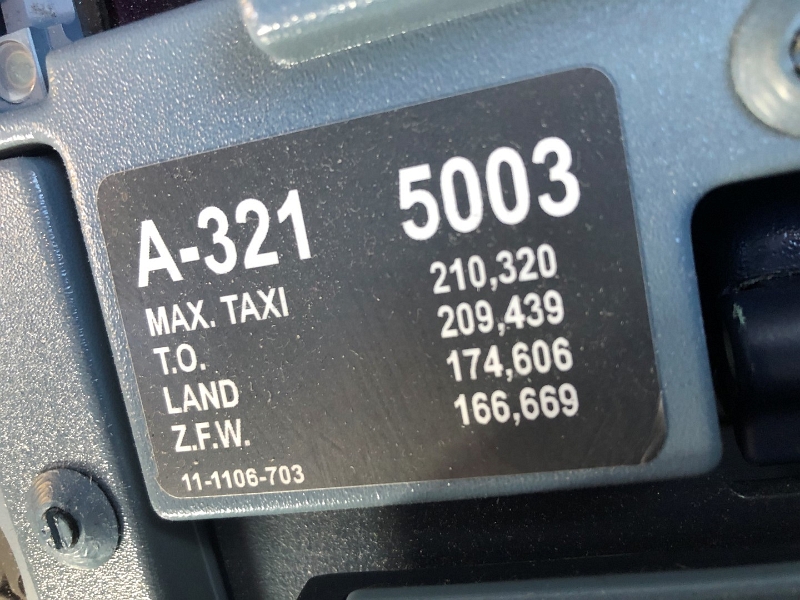 A-321 5003
MAX. TAXI 210,320
T.O. 209,439
LAND 174,606
Z.F.W. 166,669
11-1106-703